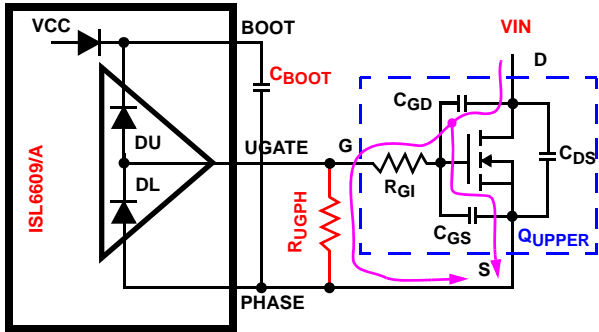 VCC
BOOT
VIN
D
CBOOT
CGD
DU
UGATE
G
CDS
ISL6609/A
DL
RGI
RUGPH
CGS
QUPPER
S
PHASE